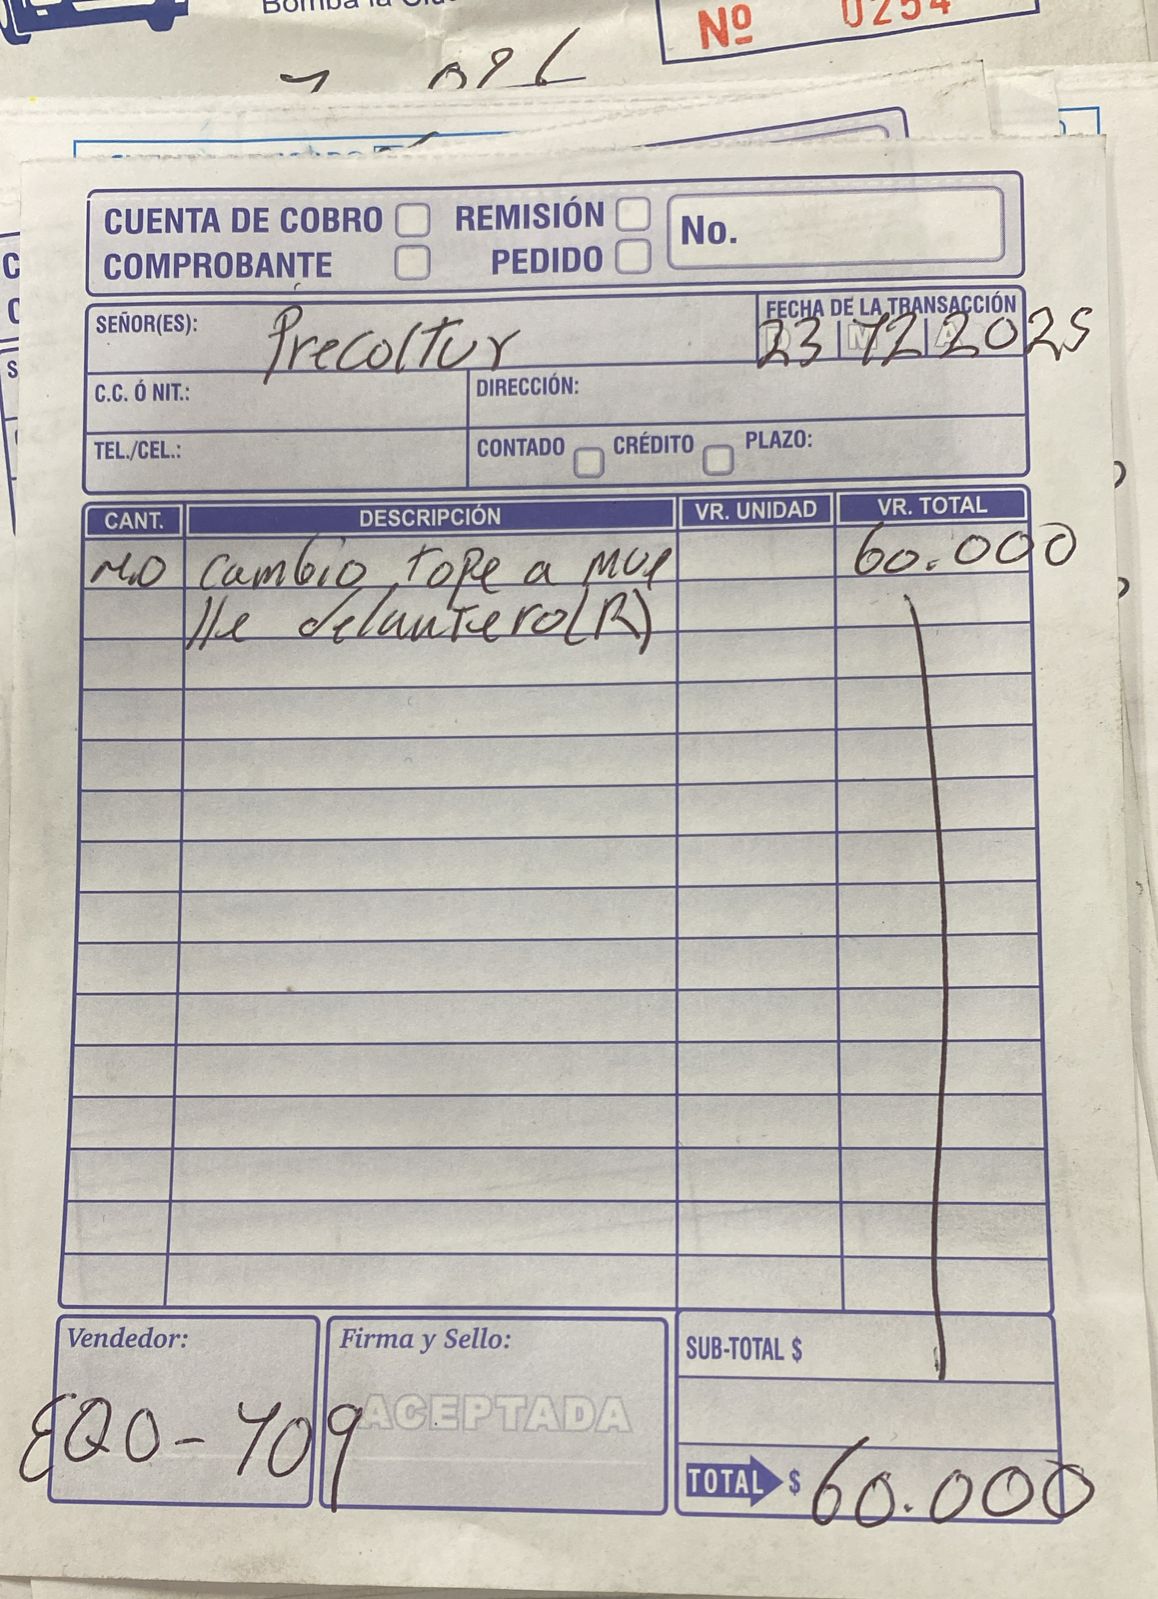 Bomba la
Nº 0254
CUENTA DE COBRO REMISIÓN No.
COMPROBANTE PEDIDO
SEÑOR(ES): Precoltur FECHA DE LA TRANSACCIÓN
D M A 23 12 2025
C.C. Ó NIT.: DIRECCIÓN:
TEL./CEL.: CONTADO CRÉDITO PLAZO:
CANT. DESCRIPCIÓN VR. UNIDAD VR. TOTAL
M.O cambio tope a mue 60.000
lle delantero (R)
Vendedor: Firma y Sello: SUB-TOTAL $
EQO-709 ACEPTADA
TOTAL $ 60.000